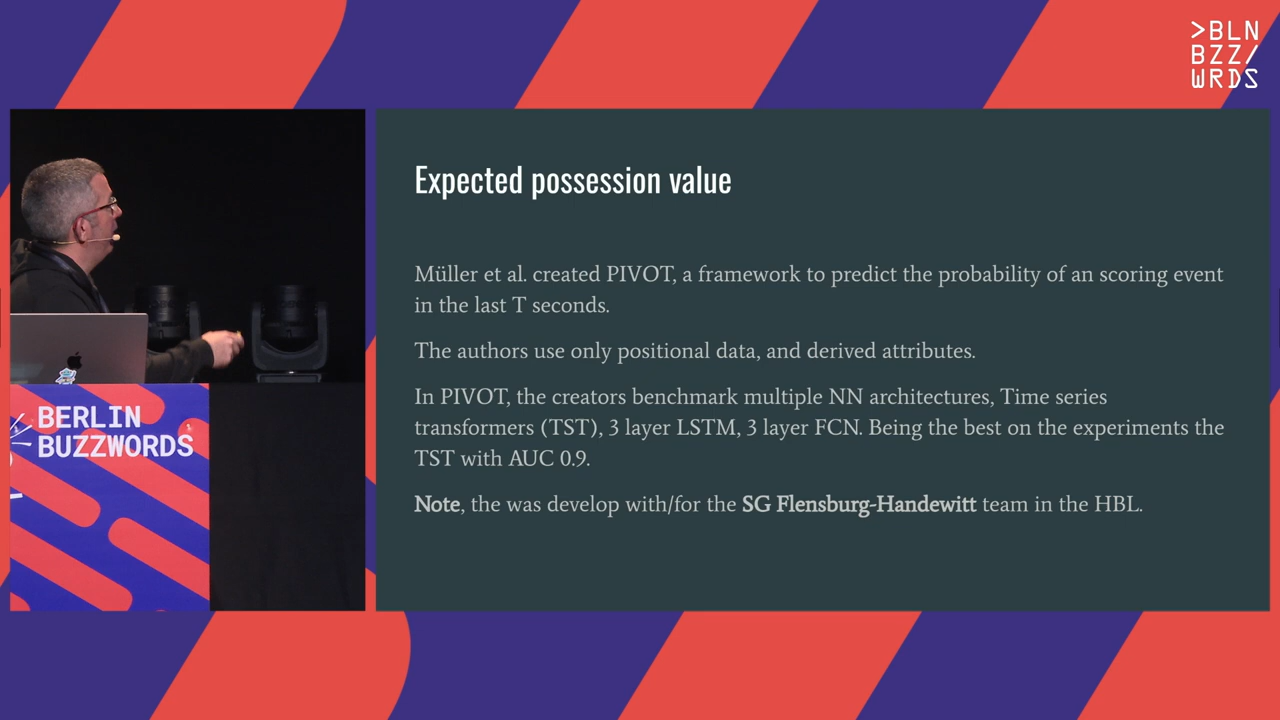 >BLN
BZZ/
WRDS
Expected possession value
Müller et al. created PIVOT, a framework to predict the probability of an scoring event
in the last T seconds.
The authors use only positional data, and derived attributes.
In PIVOT, the creators benchmark multiple NN architectures, Time series
transformers (TST), 3 layer LSTM, 3 layer FCN. Being the best on the experiments the
TST with AUC 0.9.
Note, the was develop with/for the SG Flensburg-Handewitt team in the HBL.
BERLIN
BUZZWORDS